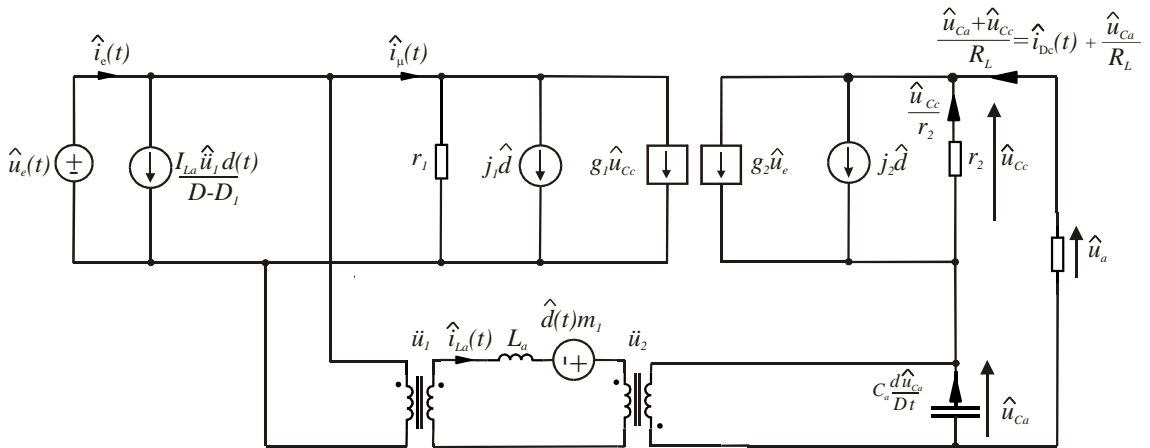 î_e(t)
î_μ(t)
(û_Ca + û_Cc)/R_L = î_Dc(t) + û_Ca/R_L
û_e(t)
±
I_La û̈_1 d(t)/(D-D_1)
r_1
j_1 d̂
g_1 û_Cc
g_2 û_e
j_2 d̂
û_Cc/r_2
r_2
û_Cc
û_a
ü_1
î_La(t)
L_a
d̂(t)m_1
- +
ü_2
C_a dû_Ca/Dt
û_Ca